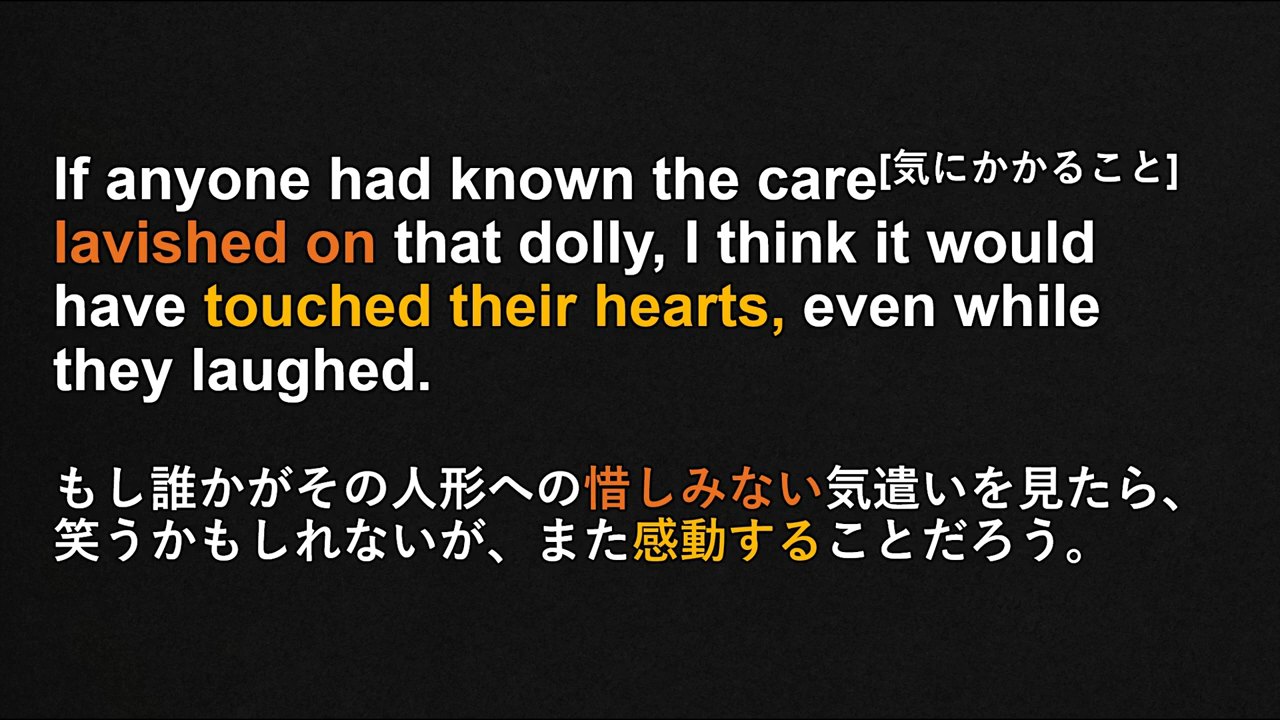 If anyone had known the care[気にかかること]
lavished on that dolly, I think it would
have touched their hearts, even while
they laughed.
もし誰かがその人形への惜しみない気遣いを見たら、
笑うかもしれないが、また感動することだろう。